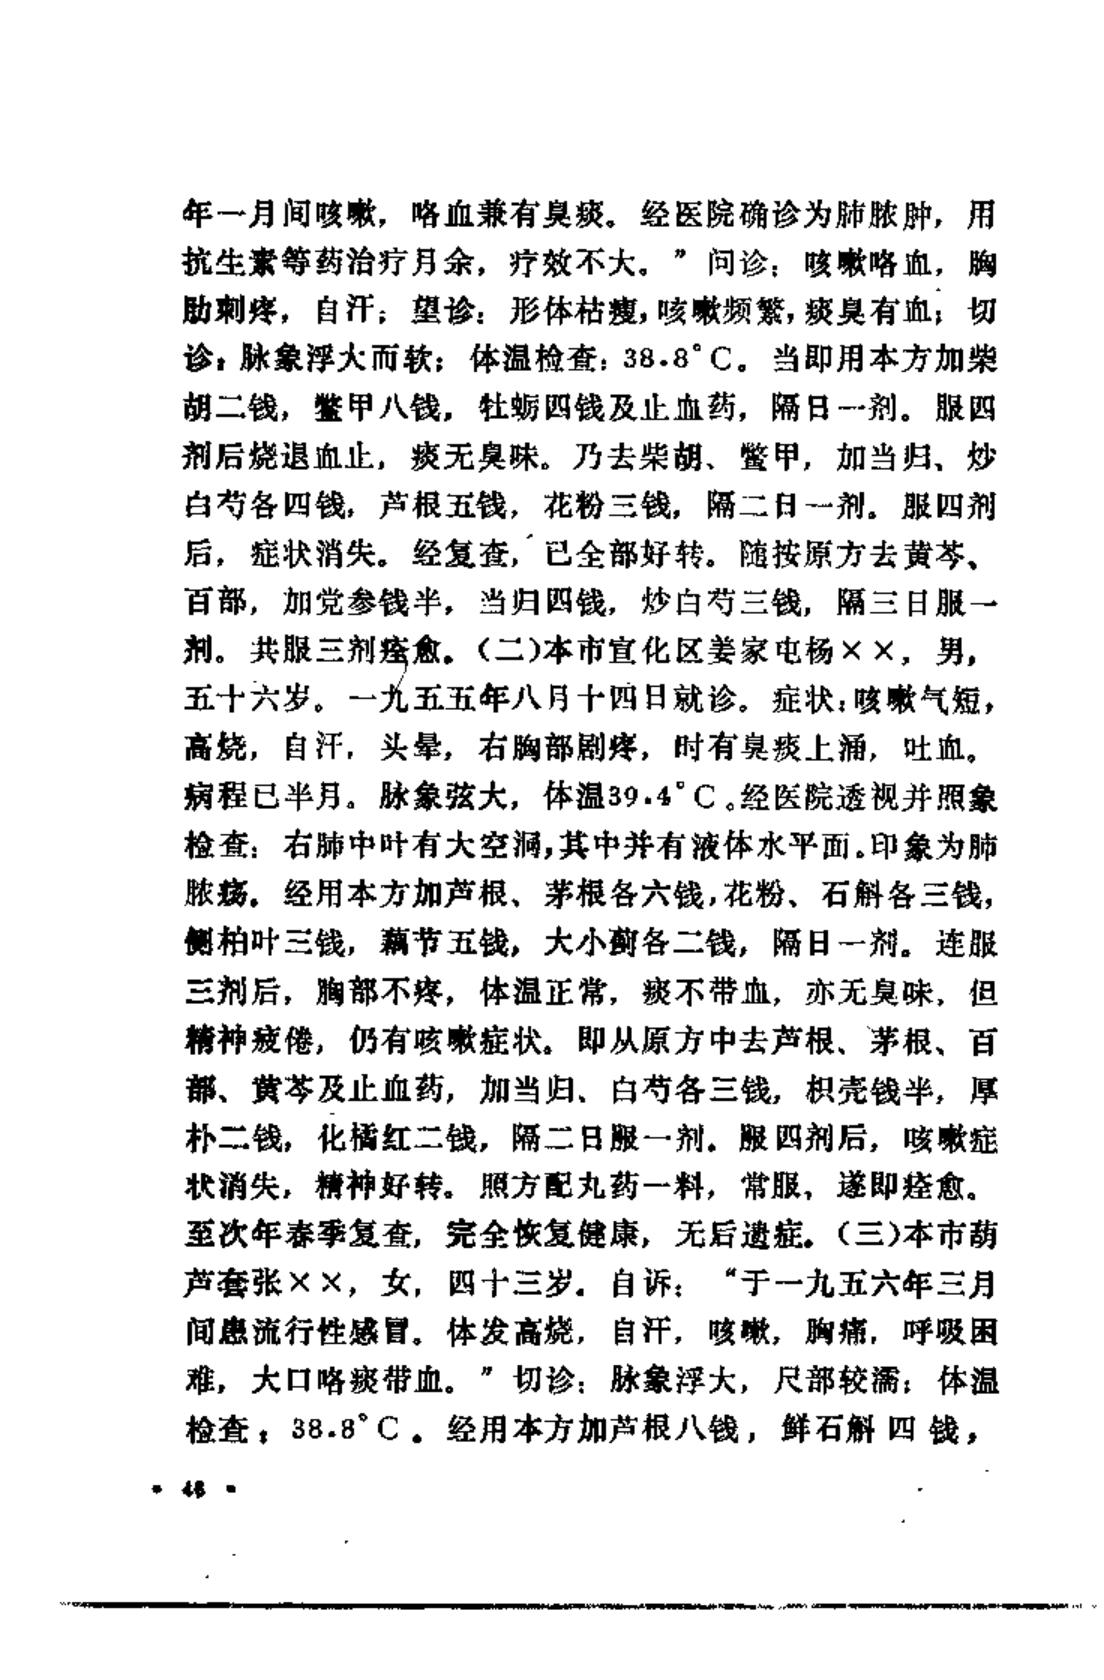 年一月间咳嗽，咯血兼有臭痰。经医院确诊为肺脓肿，用
抗生素等药治疗月余，疗效不大。”问诊：咳嗽咯血，胸
肋刺疼，自汗；望诊：形体枯瘦，咳嗽频繁，痰臭有血；切
诊：脉象浮大而软；体温检查：38.8°C。当即用本方加柴
胡二钱，鳖甲八钱，牡蛎四钱及止血药，隔日一剂。服四
剂后烧退血止，痰无臭味。乃去柴胡、鳖甲，加当归、炒
白芍各四钱，芦根五钱，花粉三钱，隔二日一剂。服四剂
后，症状消失。经复查，已全部好转。随按原方去黄芩、
百部，加党参钱半，当归四钱，炒白芍三钱，隔三日服一
剂。共服三剂痊愈。（二）本市宣化区姜家屯杨××，男，
五十六岁。一九五五年八月十四日就诊。症状：咳嗽气短，
高烧，自汗，头晕，右胸部剧疼，时有臭痰上涌，吐血。
病程已半月。脉象弦大，体温39.4°C。经医院透视并照象
检查：右肺中叶有大空洞，其中并有液体水平面。印象为肺
脓疡。经用本方加芦根、茅根各六钱，花粉、石斛各三钱，
侧柏叶三钱，藕节五钱，大小蓟各二钱，隔日一剂。连服
三剂后，胸部不疼，体温正常，痰不带血，亦无臭味，但
精神疲倦，仍有咳嗽症状。即从原方中去芦根、茅根、百
部、黄芩及止血药，加当归、白芍各三钱，枳壳钱半，厚
朴二钱，化橘红二钱，隔二日服一剂。服四剂后，咳嗽症
状消失，精神好转。照方配丸药一料，常服，遂即痊愈。
至次年春季复查，完全恢复健康，无后遗症。（三）本市葫
芦套张××，女，四十三岁。自诉：“于一九五六年三月
间患流行性感冒。体发高烧，自汗，咳嗽，胸痛，呼吸困
难，大口咯痰带血。”切诊：脉象浮大，尺部较濡；体温
检查：38.8°C。经用本方加芦根八钱，鲜石斛四钱，
• 46 •